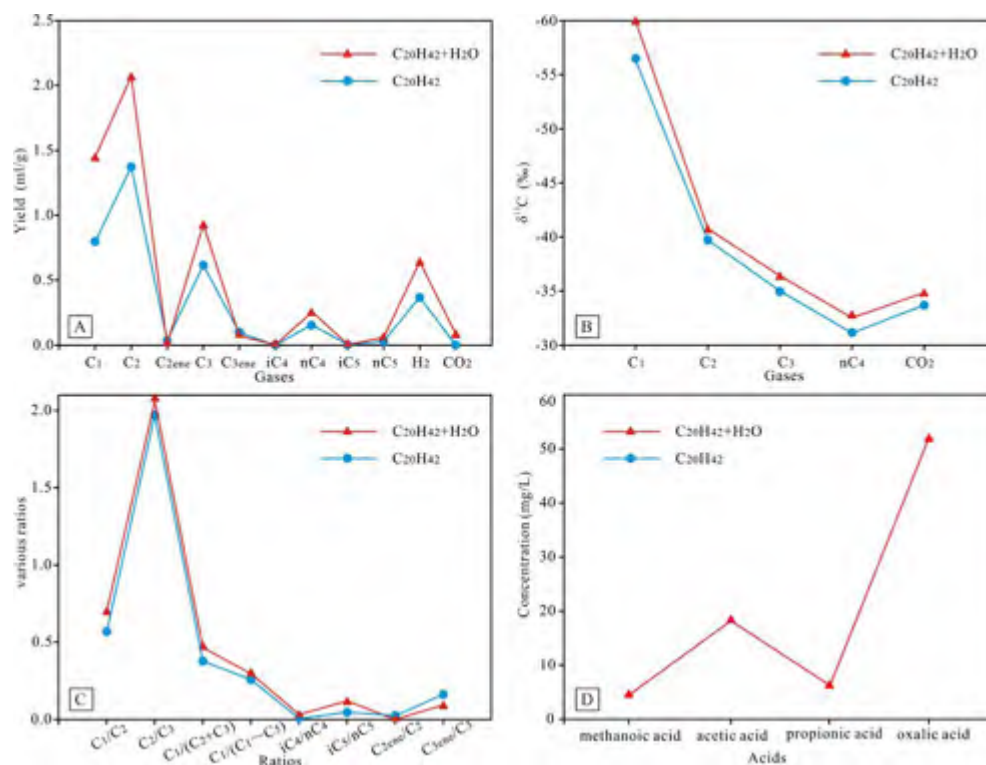 2.5
2.0
1.5
1.0
0.5
0.0
Yield (ml/g)
C20H42+H2O
C20H42
A
C1 C2 C2ene C3 C3ene iC4 nC4 iC5 nC5 H2 CO2
Gases
-60
-55
-50
-45
-40
-35
-30
δ13C (‰)
C20H42+H2O
C20H42
B
C1 C2 C3 nC4 CO2
Gases
2.0
1.5
1.0
0.5
0.0
various ratios
C20H42+H2O
C20H42
C
C1/C2 C2/C3 C1/(C2+C3) C1/(C1~C5) iC4/nC4 iC5/nC5 C2ene/C2 C3ene/C3
Ratios
60
50
40
30
20
10
0
Concentration (mg/L)
C20H42+H2O
C20H42
D
methanoic acid acetic acid propionic acid oxalic acid
Acids